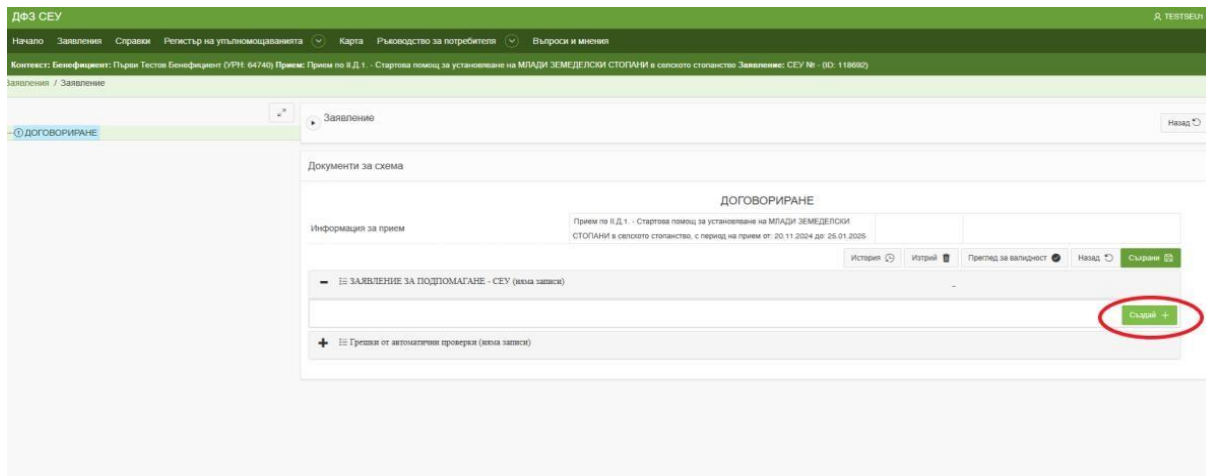 ДФЗ СЕУ
TESTSEU1
Начало Заявления Справки Регистър на упълномощаванията Карта Ръководство за потребителя Въпроси и мнения
Контекст: Бенефициент: Първи Тестов Бенефициент (УРН: 64740) Прием: Прием по II.Д.1. - Стартова помощ за установяване на МЛАДИ ЗЕМЕДЕЛСКИ СТОПАНИ в селското стопанство Заявление: СЕУ № - (ID: 118692)
Заявления / Заявление
ДОГОВОРИРАНЕ
Заявление
Назад
Документи за схема
ДОГОВОРИРАНЕ
Информация за прием
Прием по II.Д.1. - Стартова помощ за установяване на МЛАДИ ЗЕМЕДЕЛСКИ
СТОПАНИ в селското стопанство, с период на прием от: 20.11.2024 до: 25.01.2025.
История Изтрий Преглед за валидност Назад Съхрани
ЗАЯВЛЕНИЕ ЗА ПОДПОМАГАНЕ - СЕУ (няма записи)
Създай +
Грешки от автоматични проверки (няма записи)